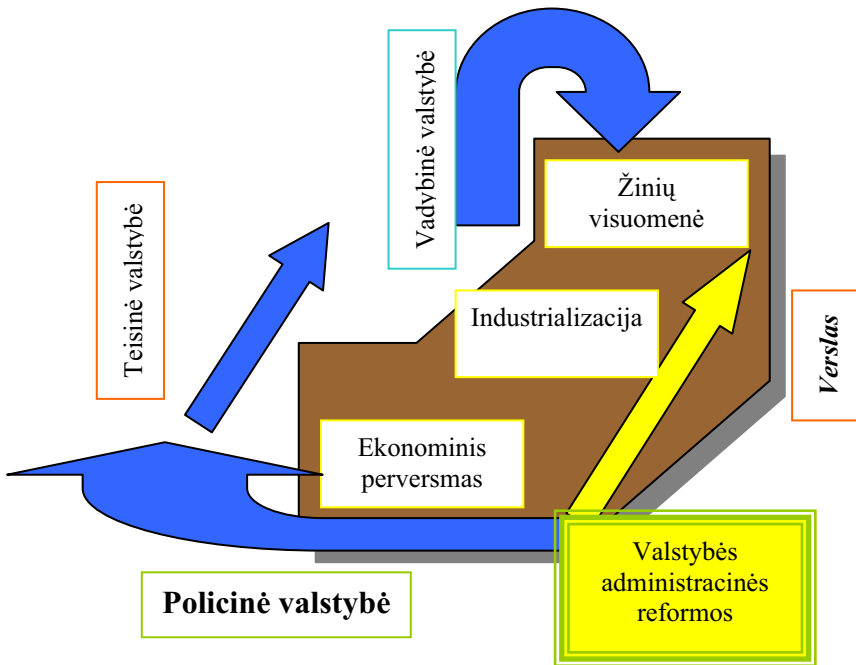 Teisinė valstybė
Vadybinė valstybė
Žinių
visuomenė
Industrializacija
Verslas
Ekonominis
perversmas
Policinė valstybė
Valstybės
administracinės
reformos